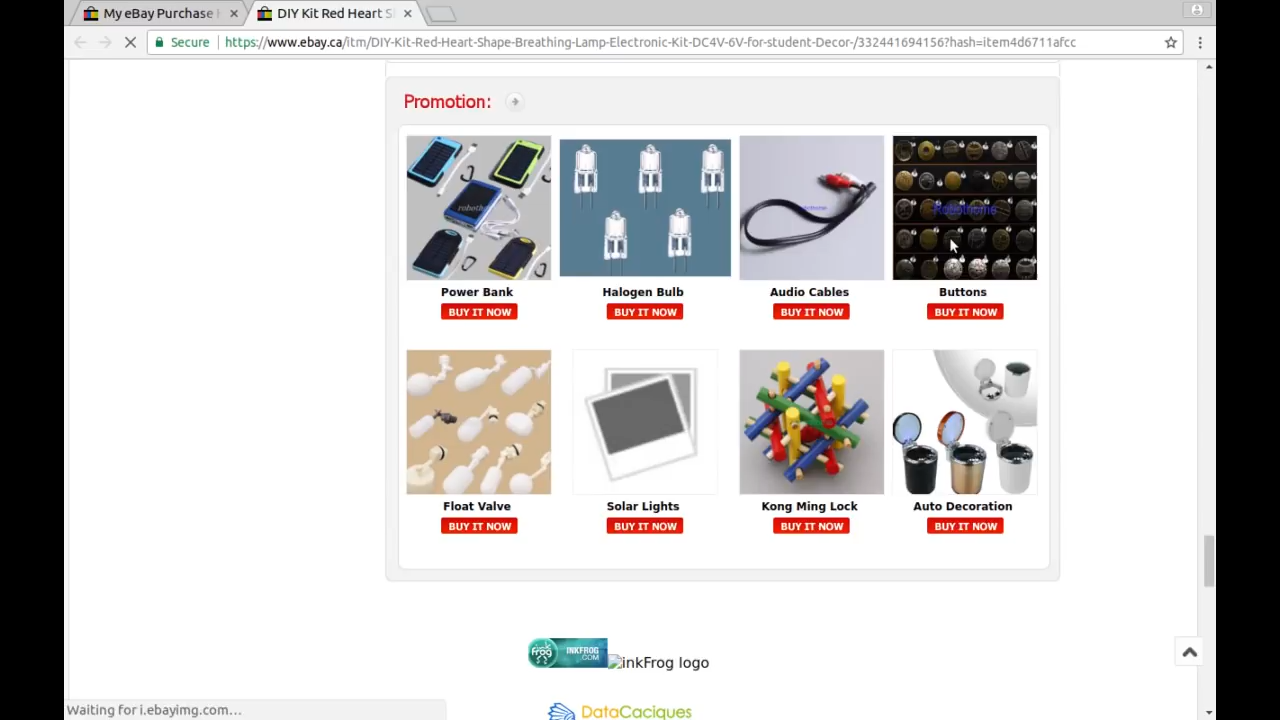 My eBay Purchase H
DIY Kit Red Heart S
Secure
https://www.ebay.ca/itm/DIY-Kit-Red-Heart-Shape-Breathing-Lamp-Electronic-Kit-DC4V-6V-for-student-Decor-/332441694156?hash=item4d6711afcc
Promotion:
Robothome
Power Bank
Halogen Bulb
Audio Cables
Buttons
BUY IT NOW
BUY IT NOW
BUY IT NOW
BUY IT NOW
Float Valve
Solar Lights
Kong Ming Lock
Auto Decoration
BUY IT NOW
BUY IT NOW
BUY IT NOW
BUY IT NOW
frog
INKFROG
.COM
inkFrog logo
DataCaciques
Waiting for i.ebayimg.com...